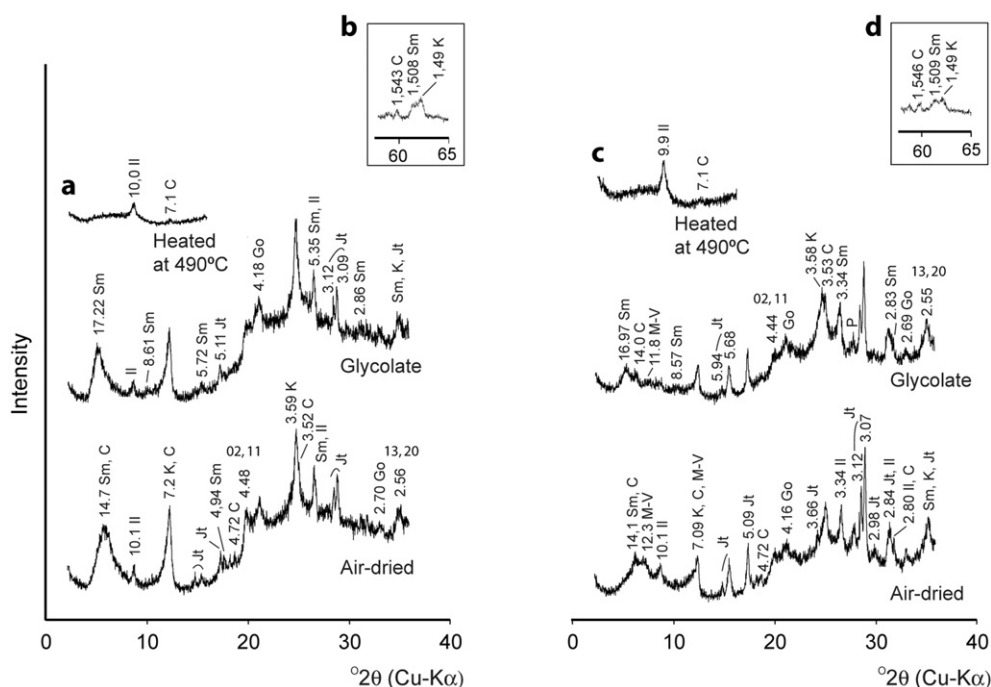 b
1,543 C
1,508 Sm
1,49 K
60
65
a
10,0 Il
7.1 C
Heated
at 490ºC
17.22 Sm
Il
8.61 Sm
5.72 Sm
5.11 Jt
4.18 Go
5.35 Sm, Il
3.12
Jt
3.09
2.86 Sm
Sm, K, Jt
Glycolate
14.7 Sm, C
10.1 Il
7.2 K, C
Jt
Jt
4,94 Sm
4.72 C
02, 11
4.48
3.59 K
3.52 C
Sm, Il
Jt
2.70 Go
13, 20
2.56
Air-dried
Intensity
0
10
20
30
40
°2θ (Cu-Kα)
d
1,546 C
1,509 Sm
1,49 K
60
65
c
9.9 Il
7.1 C
Heated
at 490ºC
16.97 Sm
14.0 C
11.8 M-V
8.57 Sm
Jt
5.94
5.68
4.44
02, 11
Go
3.58 K
3.53 C
3.34 Sm
P
2.83 Sm
2.69 Go
13, 20
2.55
Glycolate
14,1 Sm, C
12.3 M-V
10.1 Il
7.09 K, C, M-V
Jt
5.09 Jt
4.72 C
4.16 Go
3.66 Jt
3.34 Il
Jt
3.12
3.07
2.98 Jt
2.84 Jt, Il
2.80 Il, C
Sm, K, Jt
Air-dried
0
10
20
30
40
°2θ (Cu-Kα)